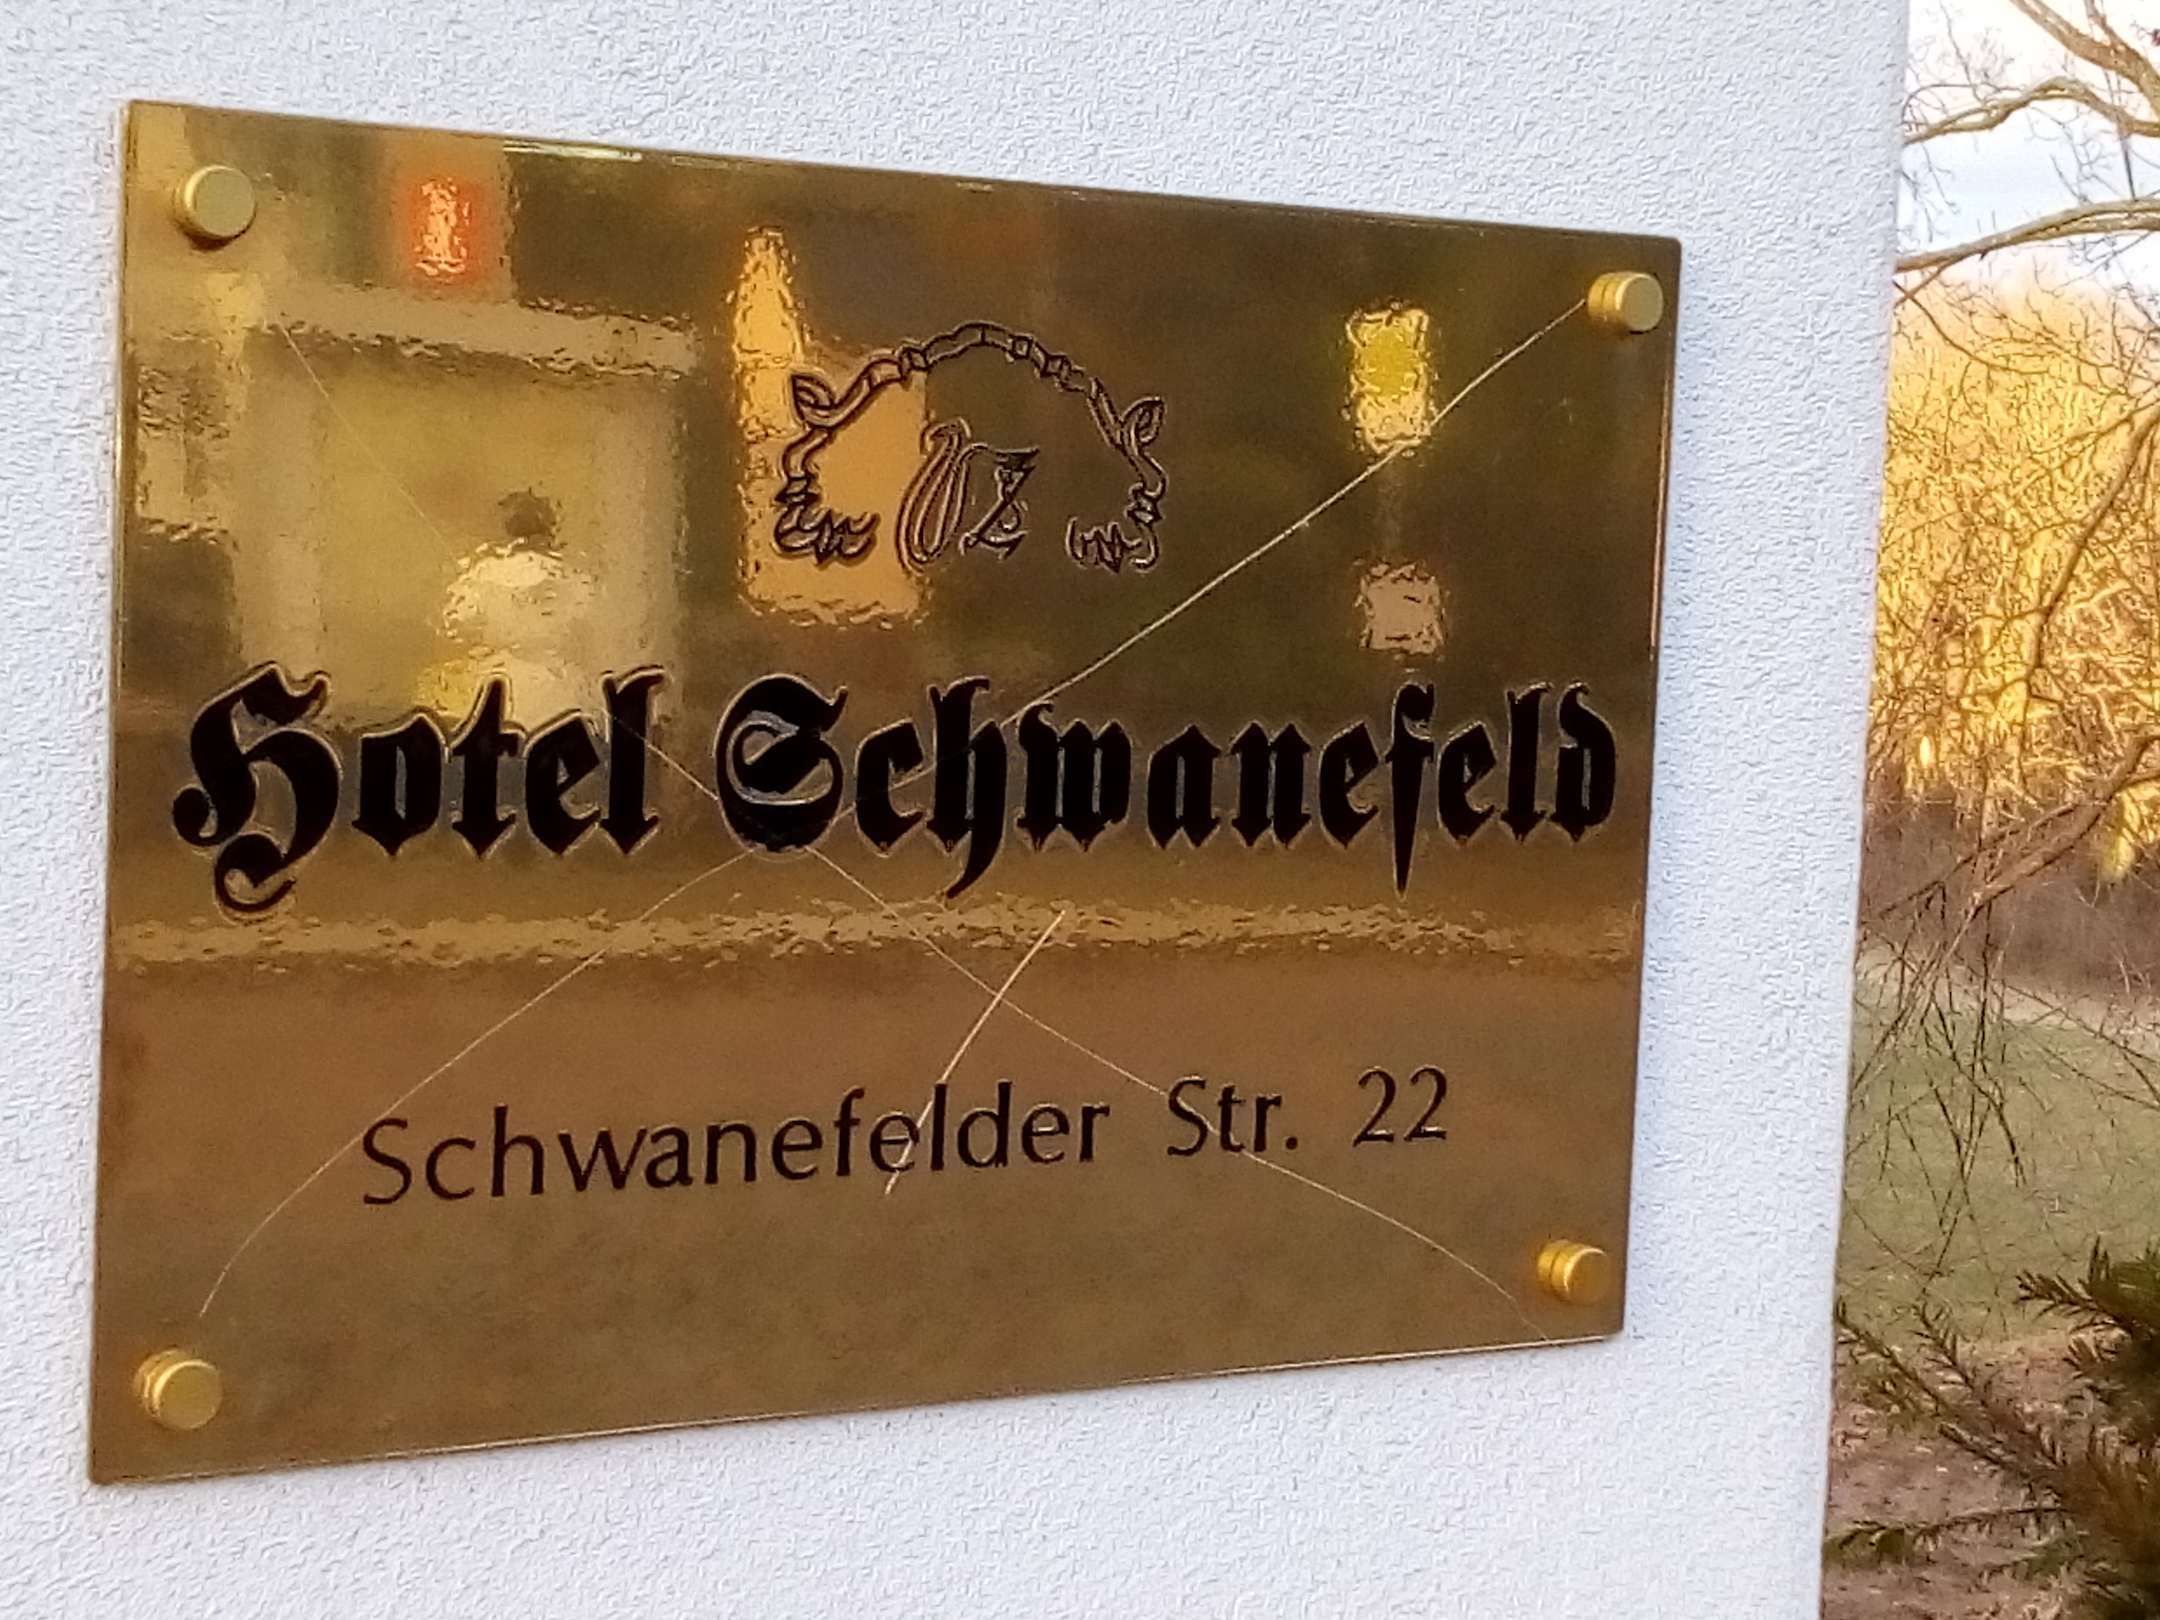 Hotel Schwanefeld
Schwanefelder Str. 22